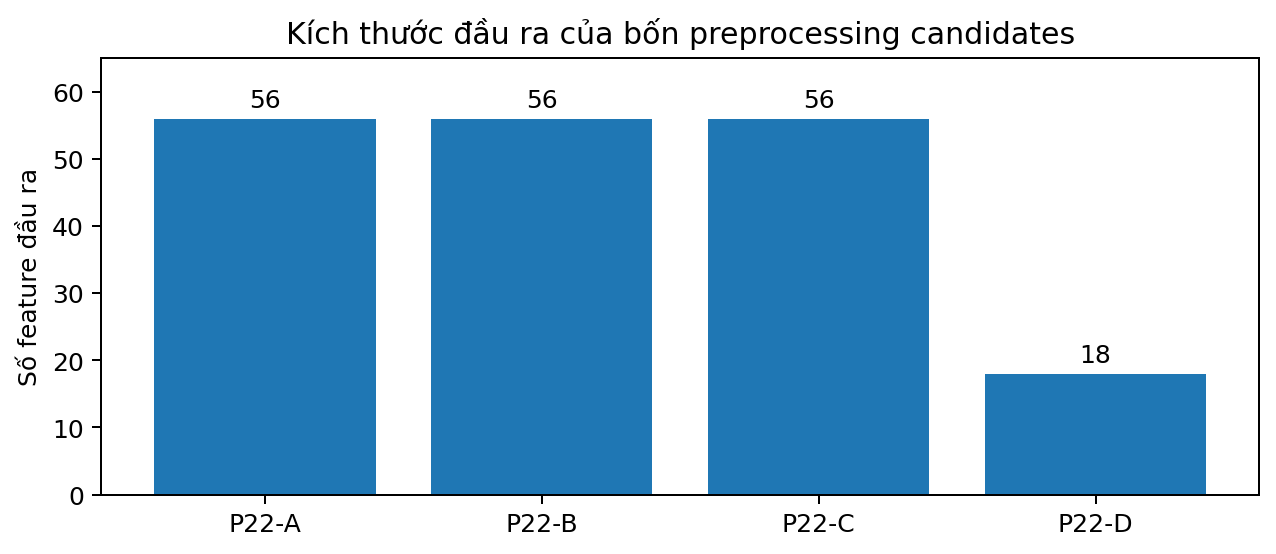 Kích thước đầu ra của bốn preprocessing candidates
Số feature đầu ra
60
50
40
30
20
10
0
56
56
56
18
P22-A
P22-B
P22-C
P22-D